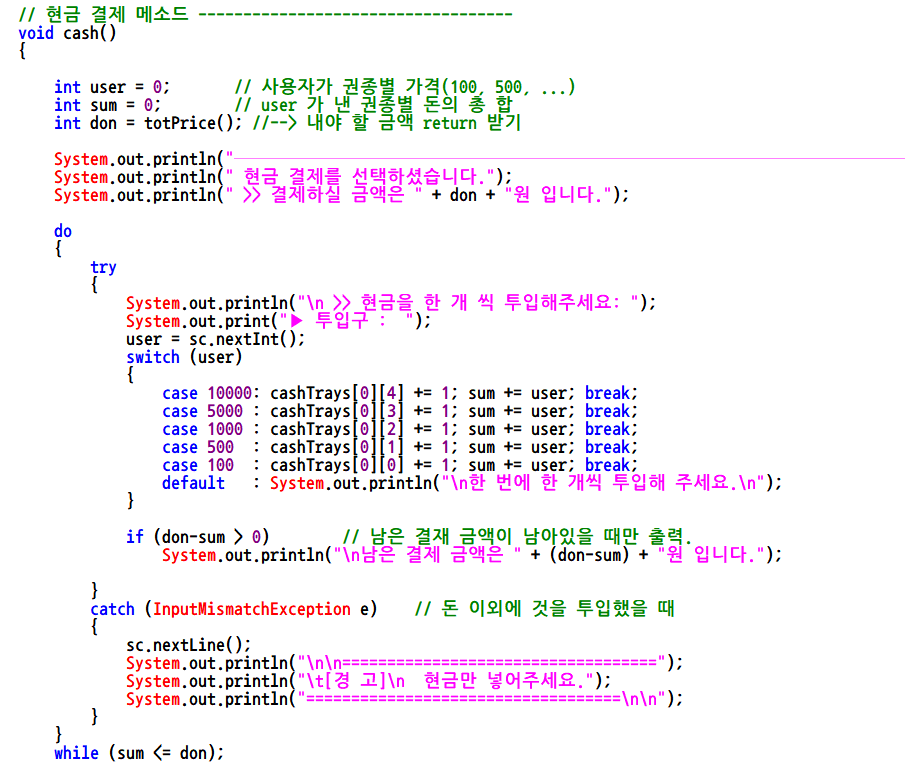 // 현금 결제 메소드 -----------------------------------
void cash()
{
int user = 0; // 사용자가 권종별 가격(100, 500, ...)
int sum = 0; // user 가 낸 권종별 돈의 총 합
int don = totPrice(); //--> 내야 할 금액 return 받기
System.out.println("────────────────────────────────────────
System.out.println(" 현금 결제를 선택하셨습니다.");
System.out.println(" >> 결제하실 금액은 " + don + "원 입니다.");
do
{
try
{
System.out.println("\n >> 현금을 한 개 씩 투입해주세요: ");
System.out.print("▶ 투입구 :  ");
user = sc.nextInt();
switch (user)
{
case 10000: cashTrays[0][4] += 1; sum += user; break;
case 5000 : cashTrays[0][3] += 1; sum += user; break;
case 1000 : cashTrays[0][2] += 1; sum += user; break;
case 500  : cashTrays[0][1] += 1; sum += user; break;
case 100  : cashTrays[0][0] += 1; sum += user; break;
default   : System.out.println("\n한 번에 한 개씩 투입해 주세요.\n");
}
if (don-sum > 0) // 남은 결재 금액이 남아있을 때만 출력.
System.out.println("\n남은 결제 금액은 " + (don-sum) + "원 입니다.");
}
catch (InputMismatchException e) // 돈 이외에 것을 투입했을 때
{
sc.nextLine();
System.out.println("\n\n===================================");
System.out.println("\t[경 고]\n  현금만 넣어주세요.");
System.out.println("===================================\n\n");
}
}
while (sum <= don);